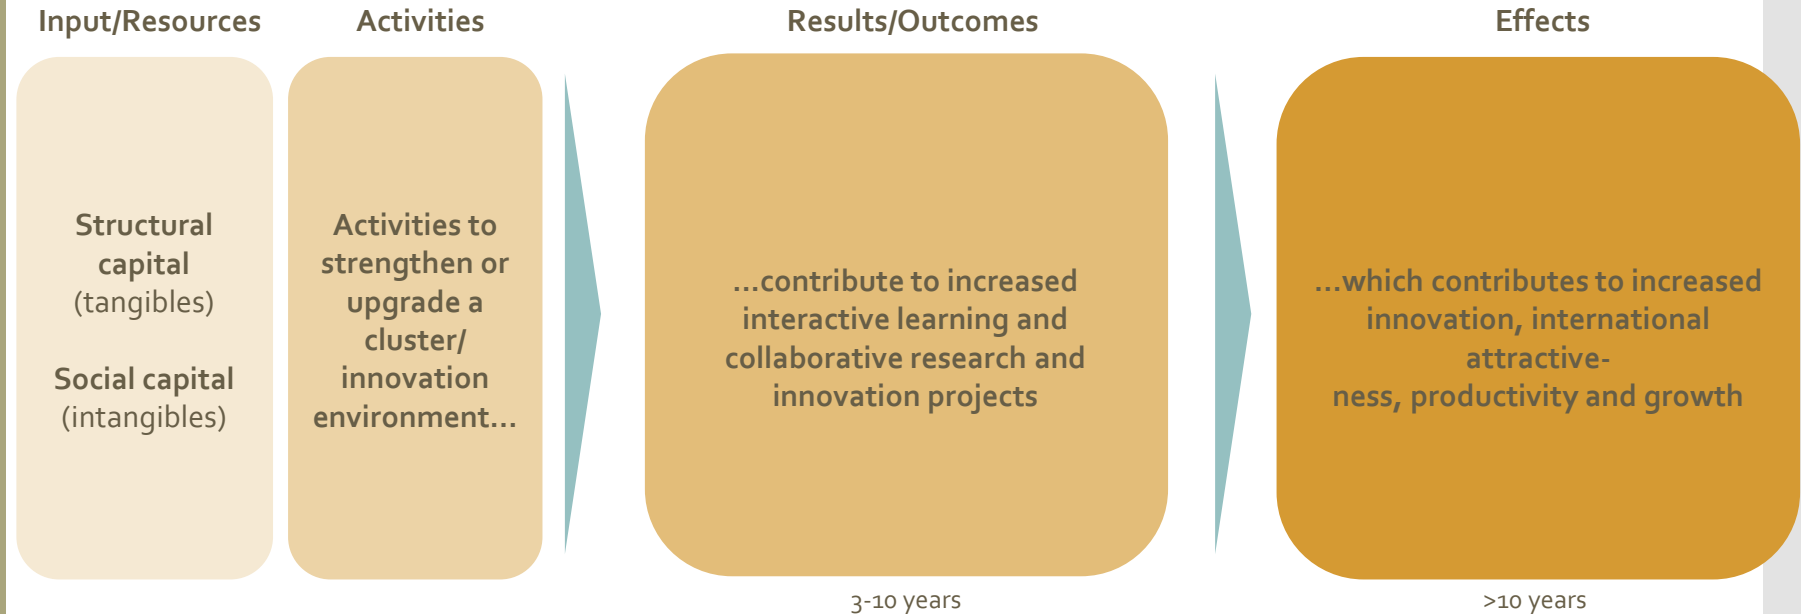 Input/Resources
Activities
Results/Outcomes
Effects
Structural
capital
(tangibles)
Social capital
(intangibles)
Activities to
strengthen or
upgrade a
cluster/
innovation
environment...
...contribute to increased
interactive learning and
collaborative research and
innovation projects
...which contributes to increased
innovation, international
attractive-
ness, productivity and growth
3-10 years
>10 years